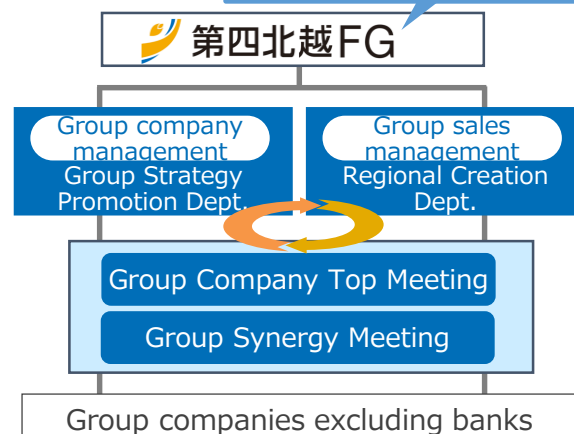 第四北越FG
Group company
management
Group Strategy
Promotion Dept.
Group sales
management
Regional Creation
Dept.
Group Company Top Meeting
Group Synergy Meeting
Group companies excluding banks